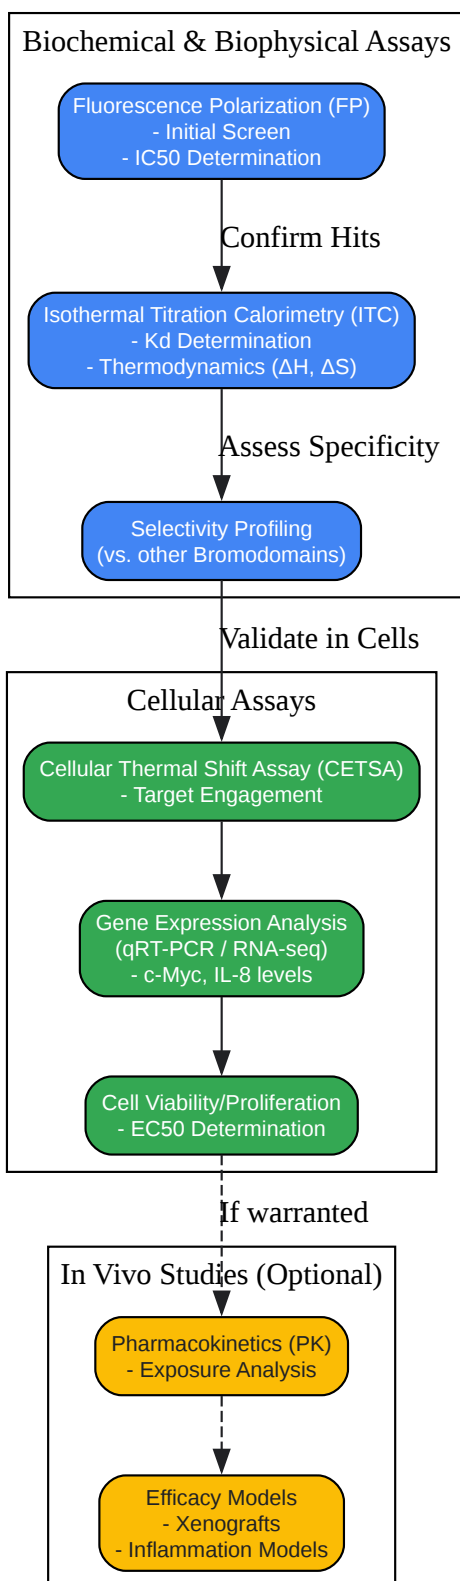 Biochemical & Biophysical Assays
Fluorescence Polarization (FP)
- Initial Screen
- IC50 Determination
Confirm Hits
Isothermal Titration Calorimetry (ITC)
- Kd Determination
- Thermodynamics (ΔH, ΔS)
Assess Specificity
Selectivity Profiling
(vs. other Bromodomains)
Validate in Cells
Cellular Assays
Cellular Thermal Shift Assay (CETSA)
- Target Engagement
Gene Expression Analysis
(qRT-PCR / RNA-seq)
- c-Myc, IL-8 levels
Cell Viability/Proliferation
- EC50 Determination
If warranted
In Vivo Studies (Optional)
Pharmacokinetics (PK)
- Exposure Analysis
Efficacy Models
- Xenografts
- Inflammation Models